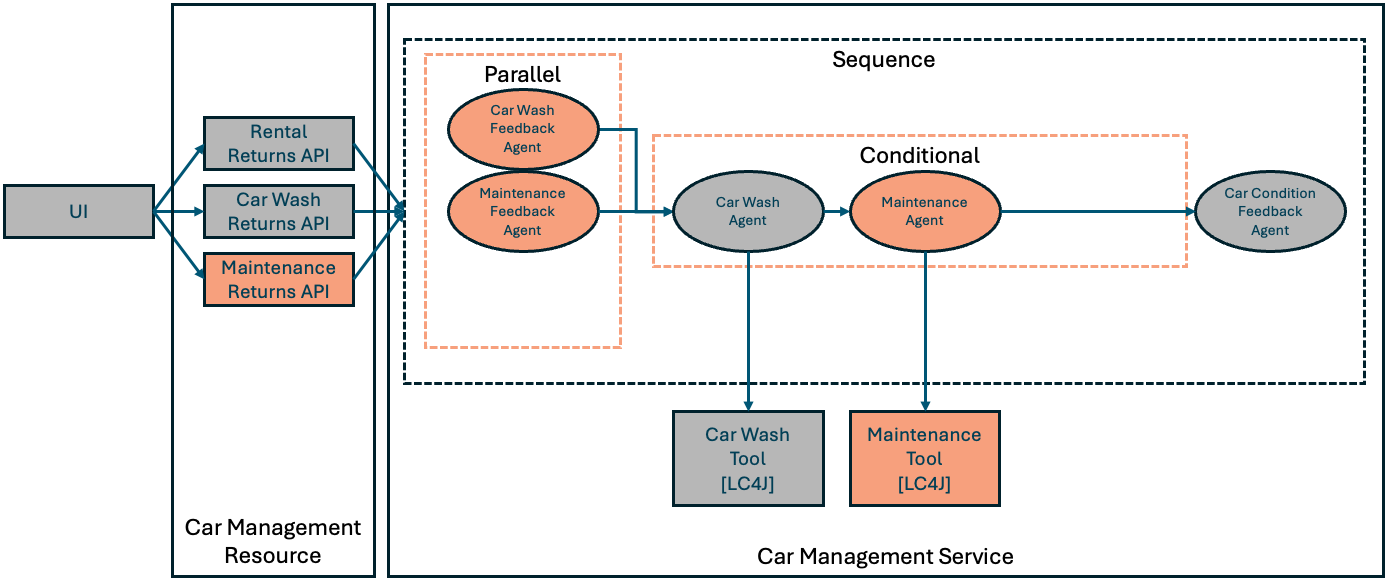 UI
Rental
Returns API
Car Wash
Returns API
Maintenance
Returns API
Car Management
Resource
Sequence
Parallel
Car Wash
Feedback
Agent
Maintenance
Feedback
Agent
Conditional
Car Wash
Agent
Maintenance
Agent
Car Condition
Feedback
Agent
Car Wash
Tool
[LC4J]
Maintenance
Tool
[LC4J]
Car Management Service